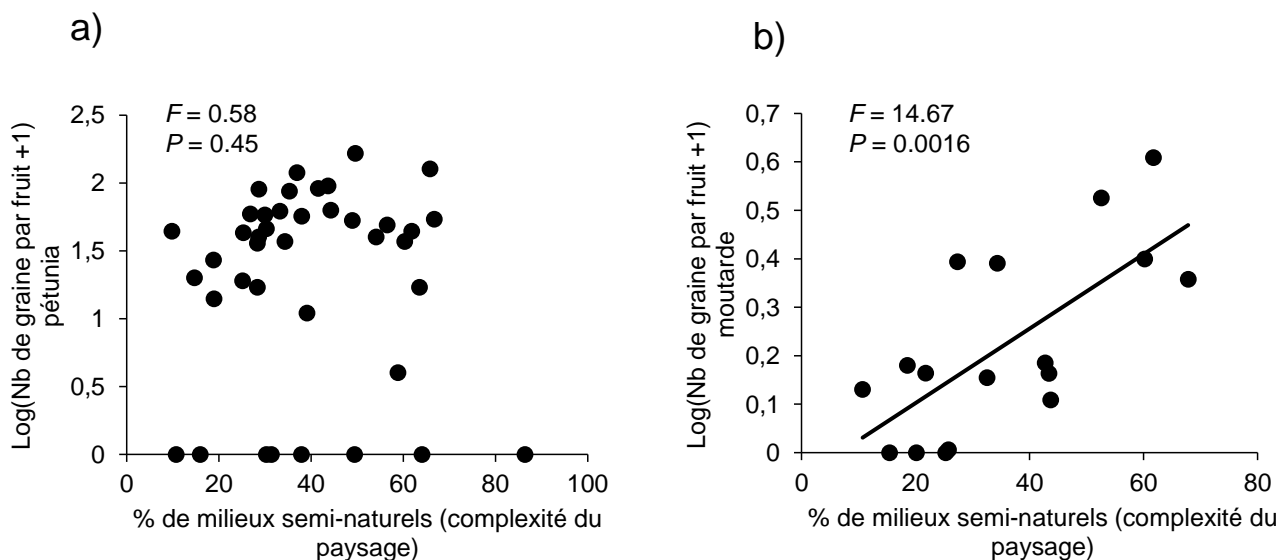 a)
F = 0.58
P = 0.45
Log(Nb de graine par fruit +1)
pétunia
2,5
2
1,5
1
0,5
0
0 20 40 60 80 100
% de milieux semi-naturels (complexité du
paysage)
b)
F = 14.67
P = 0.0016
Log(Nb de graine par fruit +1)
moutarde
0,7
0,6
0,5
0,4
0,3
0,2
0,1
0
0 20 40 60 80
% de milieux semi-naturels (complexité du
paysage)